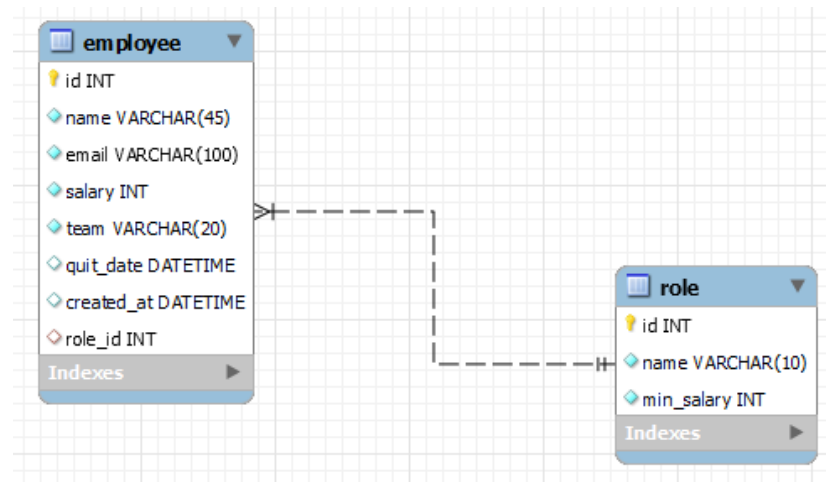 employee
id INT
name VARCHAR(45)
email VARCHAR(100)
salary INT
team VARCHAR(20)
quit_date DATETIME
created_at DATETIME
role_id INT
Indexes
role
id INT
name VARCHAR(10)
min_salary INT
Indexes